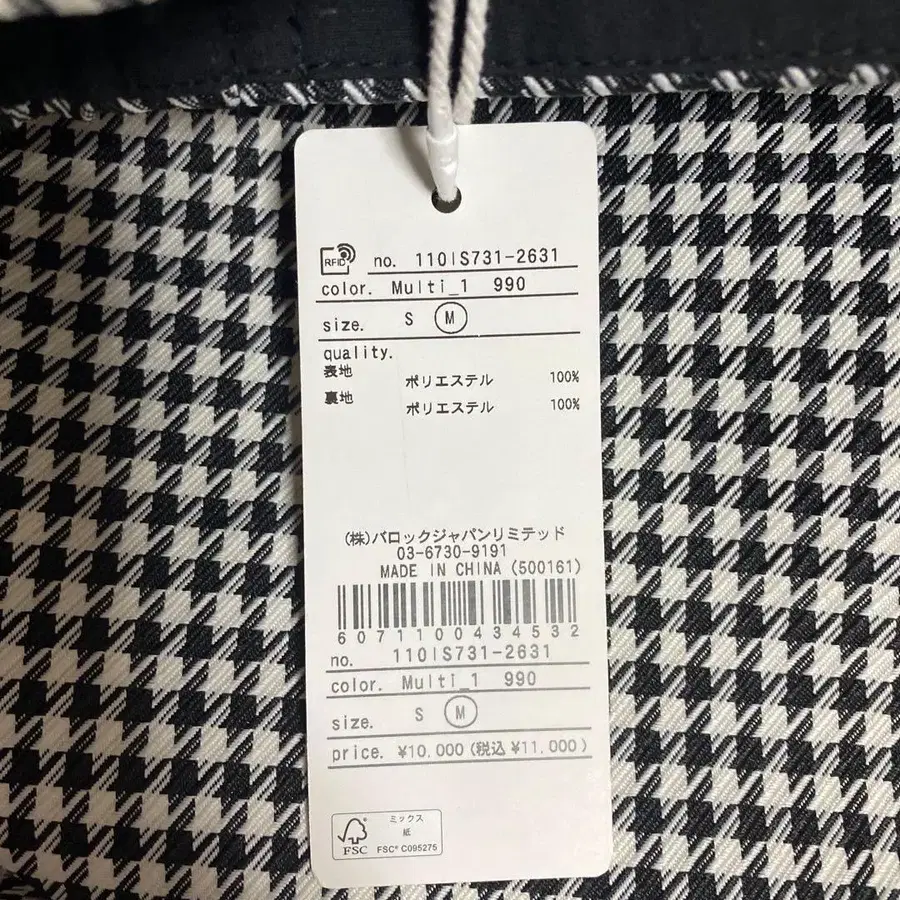 RFID
no. 110IS731-2631
color. Multi_1 990
size. S M
quality.
表地 ポリエステル 100%
裏地 ポリエステル 100%
(株)バロックジャパンリミテッド
03-6730-9191
MADE IN CHINA (500161)
6071100434532
no. 110IS731-2631
color. Multi_1 990
size. S M
price. ¥10,000(税込¥11,000)
ミックス
紙
FSC FSC® C095275